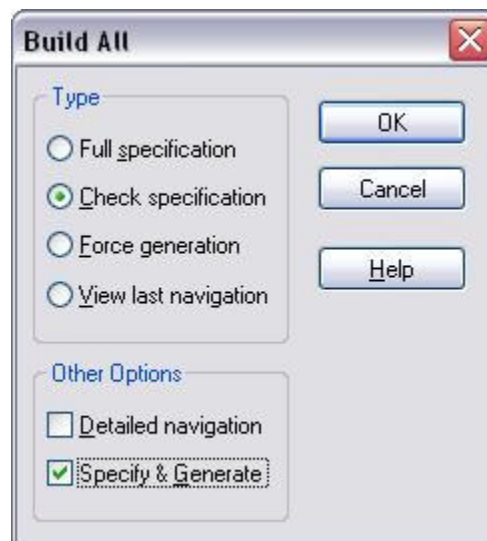 Build All
Type
Full specification
Check specification
Force generation
View last navigation
OK
Cancel
Help
Other Options
Detailed navigation
Specify & Generate